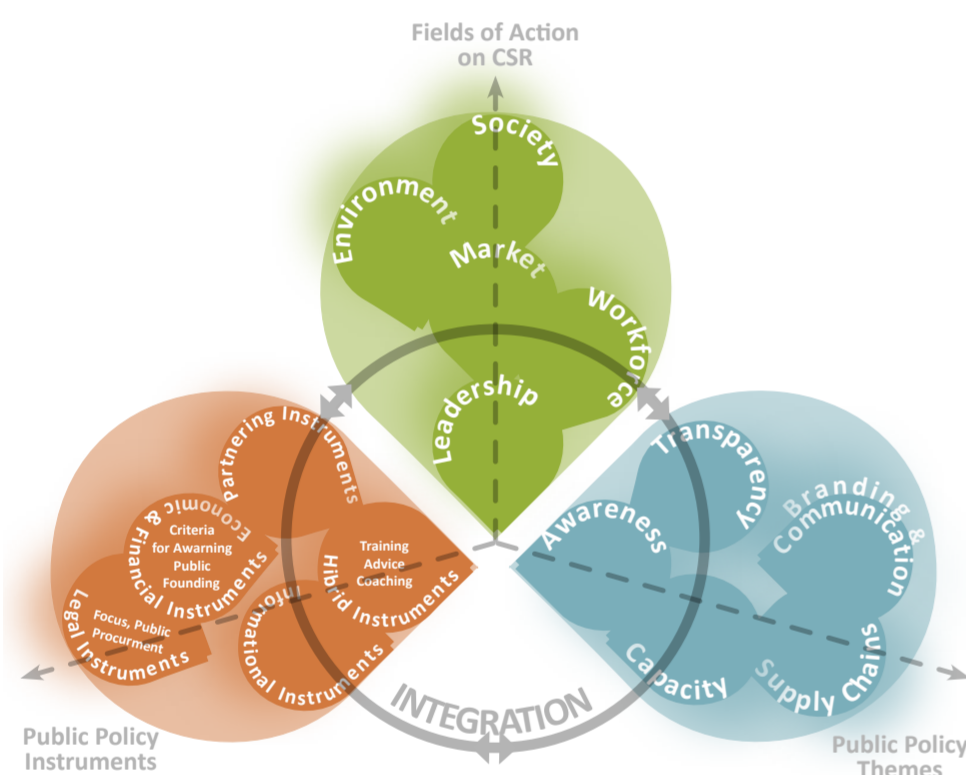 Fields of Action
on CSR
Society
Environment
Market
Workforce
Leadership
Partnering Instruments
Economic
& Financial Instruments
Criteria
for Awarning
Public
Founding
Training
Advice
Coaching
Hibrid Instruments
Informational Instruments
Legal Instruments
Focus, Public
Procurment
Transparency
Awareness
Branding &
Communication
Capacity
Supply Chains
INTEGRATION
Public Policy
Instruments
Public Policy
Themes